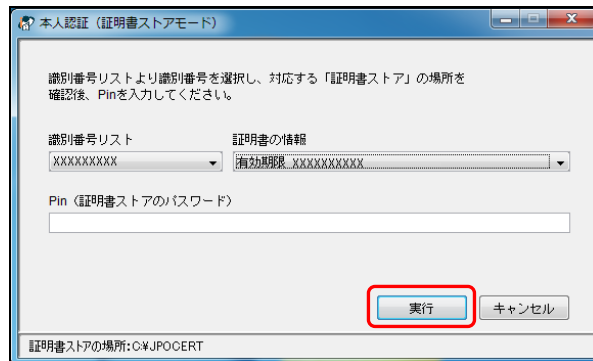 本人認証（証明書ストアモード）
識別番号リストより識別番号を選択し、対応する「証明書ストア」の場所を
確認後、Pinを入力してください。
識別番号リスト 証明書の情報
XXXXXXXXX 有効期限 XXXXXXXXXX
Pin（証明書ストアのパスワード）
実行 キャンセル
証明書ストアの場所:C:¥JPOCERT